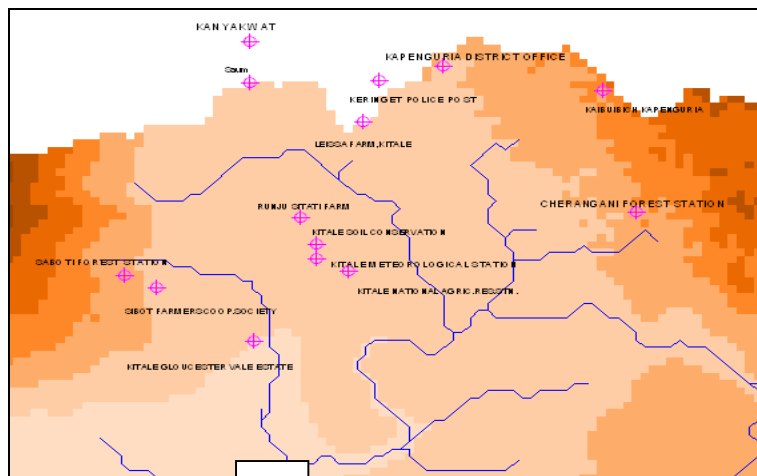 KANYAKWAT
KAPENGURIA DISTRICT OFFICE
Saum
KERINGET POLICE POST
KAIBUIBICH, KAPENGURIA
LEISSA FARM, KITALE
RUNJU SITATI FARM
CHERANGANI FOREST STATION
KITALE SOIL CONSERVATION
SABOTI FOREST STATION
KITALE METEOROLOGICAL STATION
KITALE NATIONAL AGRIC. RES. STN.
SIBOT FARMERS COOP. SOCIETY
KITALE GLOUCESTER VALE ESTATE